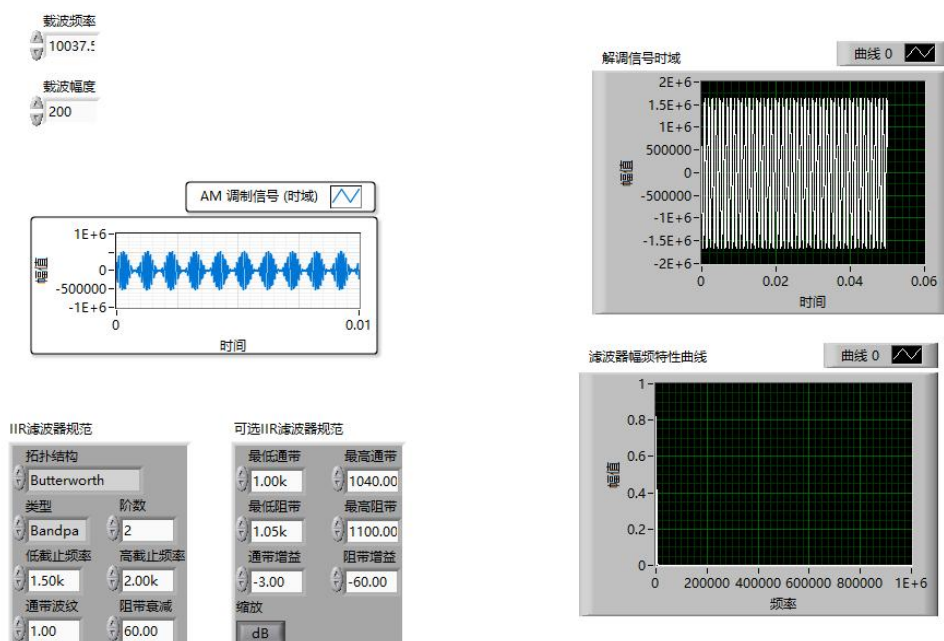 载波频率
10037.5
载波幅度
200
AM 调制信号 (时域)
幅值
1E+6
0
-500000
-1E+6
0
0.01
时间
解调信号时域
曲线 0
幅值
2E+6
1.5E+6
1E+6
500000
0
-500000
-1E+6
-1.5E+6
-2E+6
0
0.02
0.04
0.06
时间
滤波器幅频特性曲线
曲线 0
幅值
1
0.8
0.6
0.4
0.2
0
0
200000
400000
600000
800000
1E+6
频率
IIR滤波器规范
拓扑结构
Butterworth
类型
阶数
Bandpa
2
低截止频率
高截止频率
1.50k
2.00k
通带波纹
阻带衰减
1.00
60.00
可选IIR滤波器规范
最低通带
最高通带
1.00k
1040.00
最低阻带
最高阻带
1.05k
1100.00
通带增益
阻带增益
-3.00
-60.00
缩放
dB